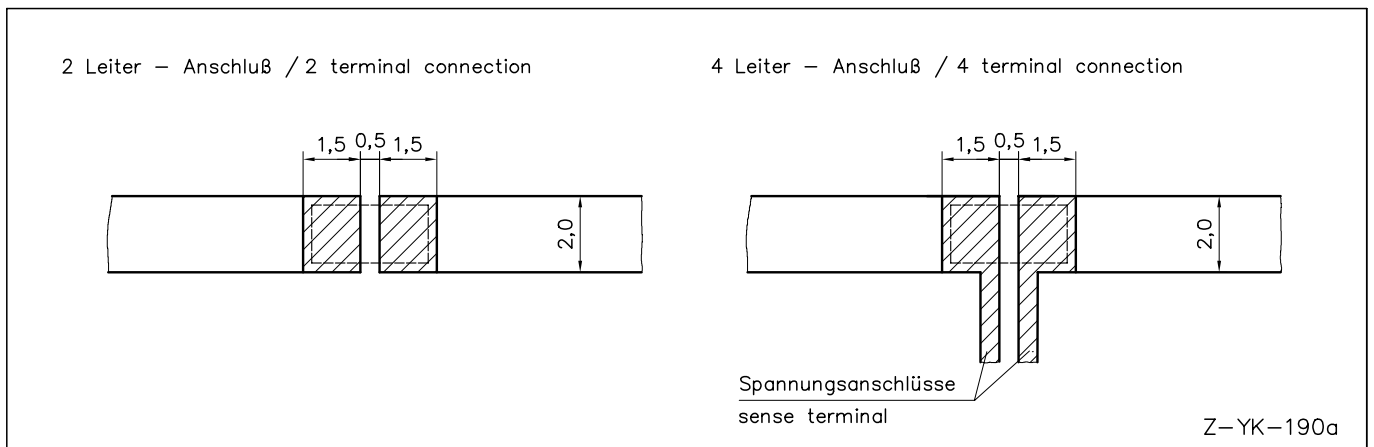 2 Leiter – Anschluß / 2 terminal connection
4 Leiter – Anschluß / 4 terminal connection
1,5 0,5 1,5
1,5 0,5 1,5
2,0
2,0
Spannungsanschlüsse
sense terminal
Z–YK–190a